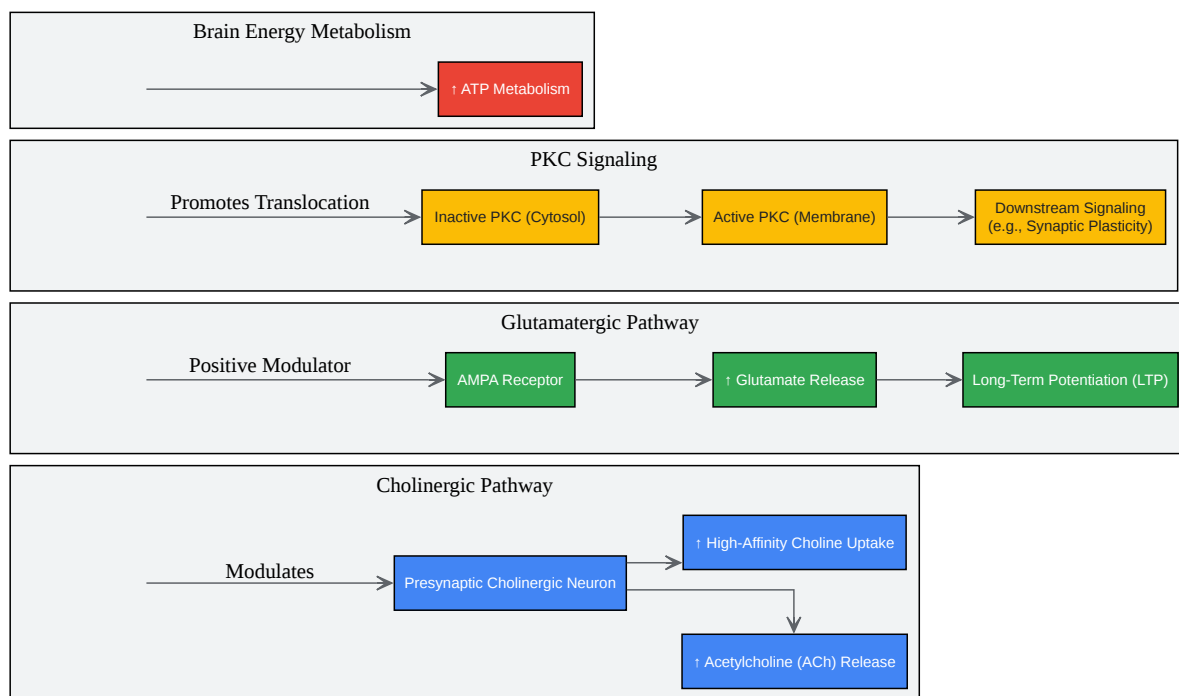 Brain Energy Metabolism
↑ ATP Metabolism
PKC Signaling
Promotes Translocation
Inactive PKC (Cytosol)
Active PKC (Membrane)
Downstream Signaling
(e.g., Synaptic Plasticity)
Glutamatergic Pathway
Positive Modulator
AMPA Receptor
↑ Glutamate Release
Long-Term Potentiation (LTP)
Cholinergic Pathway
↑ High-Affinity Choline Uptake
Modulates
Presynaptic Cholinergic Neuron
↑ Acetylcholine (ACh) Release